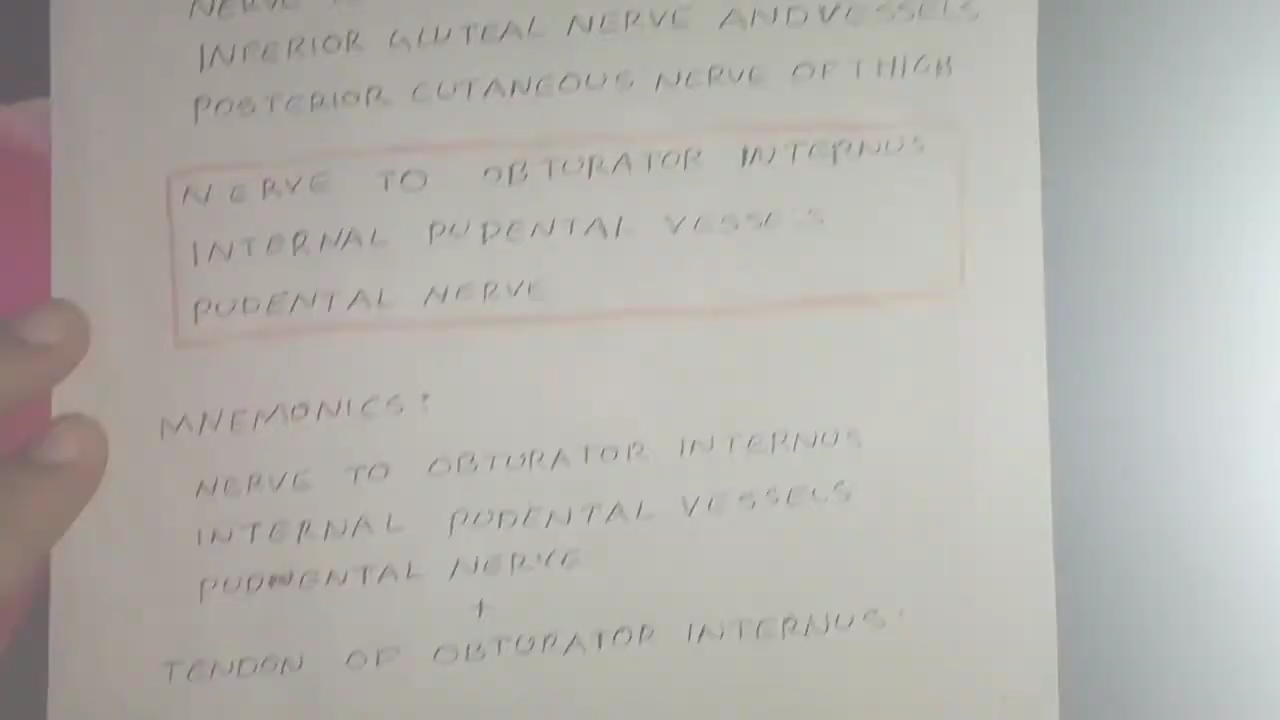 NERVE
INFERIOR GLUTEAL NERVE AND VESSELS
POSTERIOR CUTANEOUS NERVE OF THIGH
NERVE TO OBTURATOR INTERNUS
INTERNAL PUDENTAL VESSELS
PUDENTAL NERVE
MNEMONICS:
NERVE TO OBTURATOR INTERNUS
INTERNAL PUDENTAL VESSELS
PUDENTAL NERVE
+
TENDON OF OBTURATOR INTERNUS.